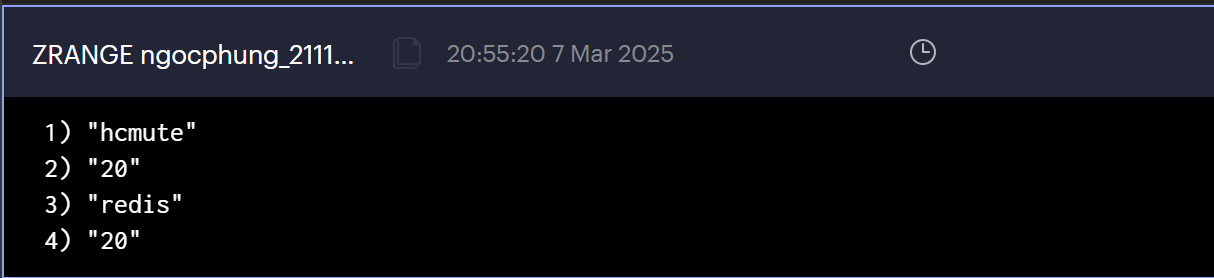 ZRANGE ngocphung_2111... 20:55:20 7 Mar 2025
1) "hcmute"
2) "20"
3) "redis"
4) "20"